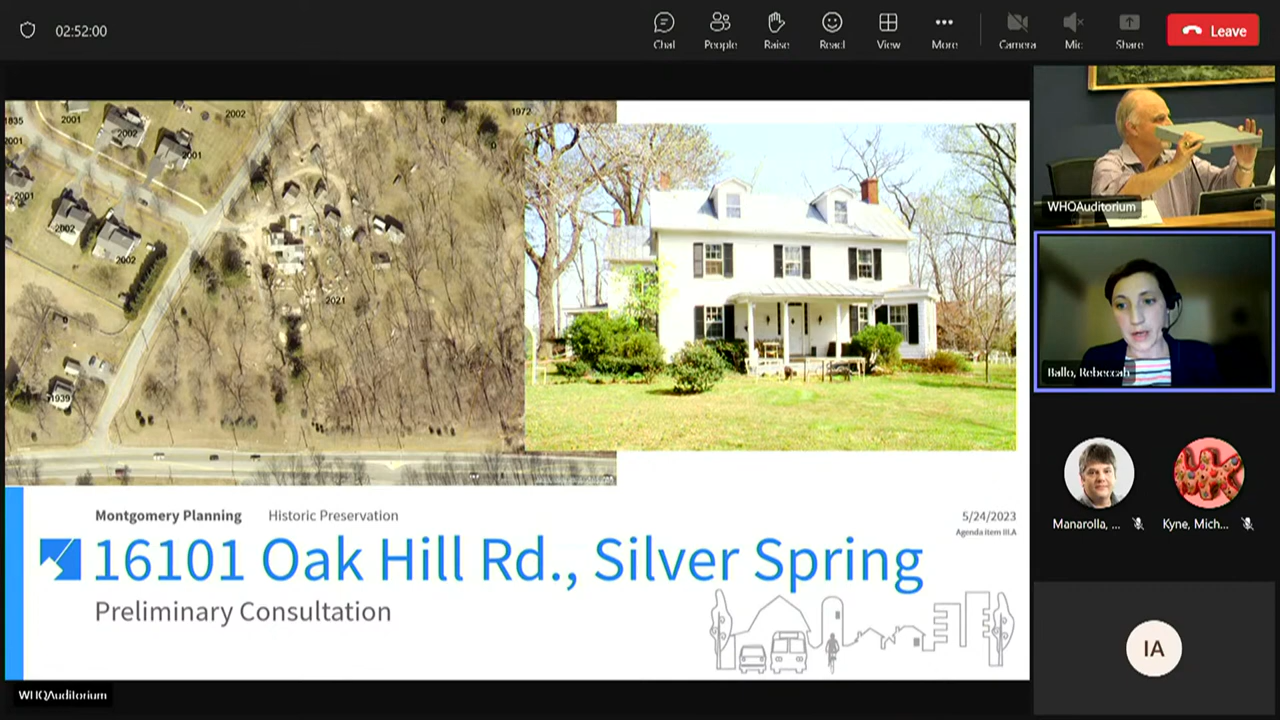 02:52:00
Chat People Raise React View More Camera Mic Share Leave
1835
2001
2002
2002
1972
0
2001
2001
2001
2002
2002
2021
1939
WHQAuditorium
Ballo, Rebeccah
Manarolla, ... Kyne, Mich...
IA
Montgomery Planning Historic Preservation 5/24/2023
Agenda Item III.A
16101 Oak Hill Rd., Silver Spring
Preliminary Consultation
WHQAuditorium